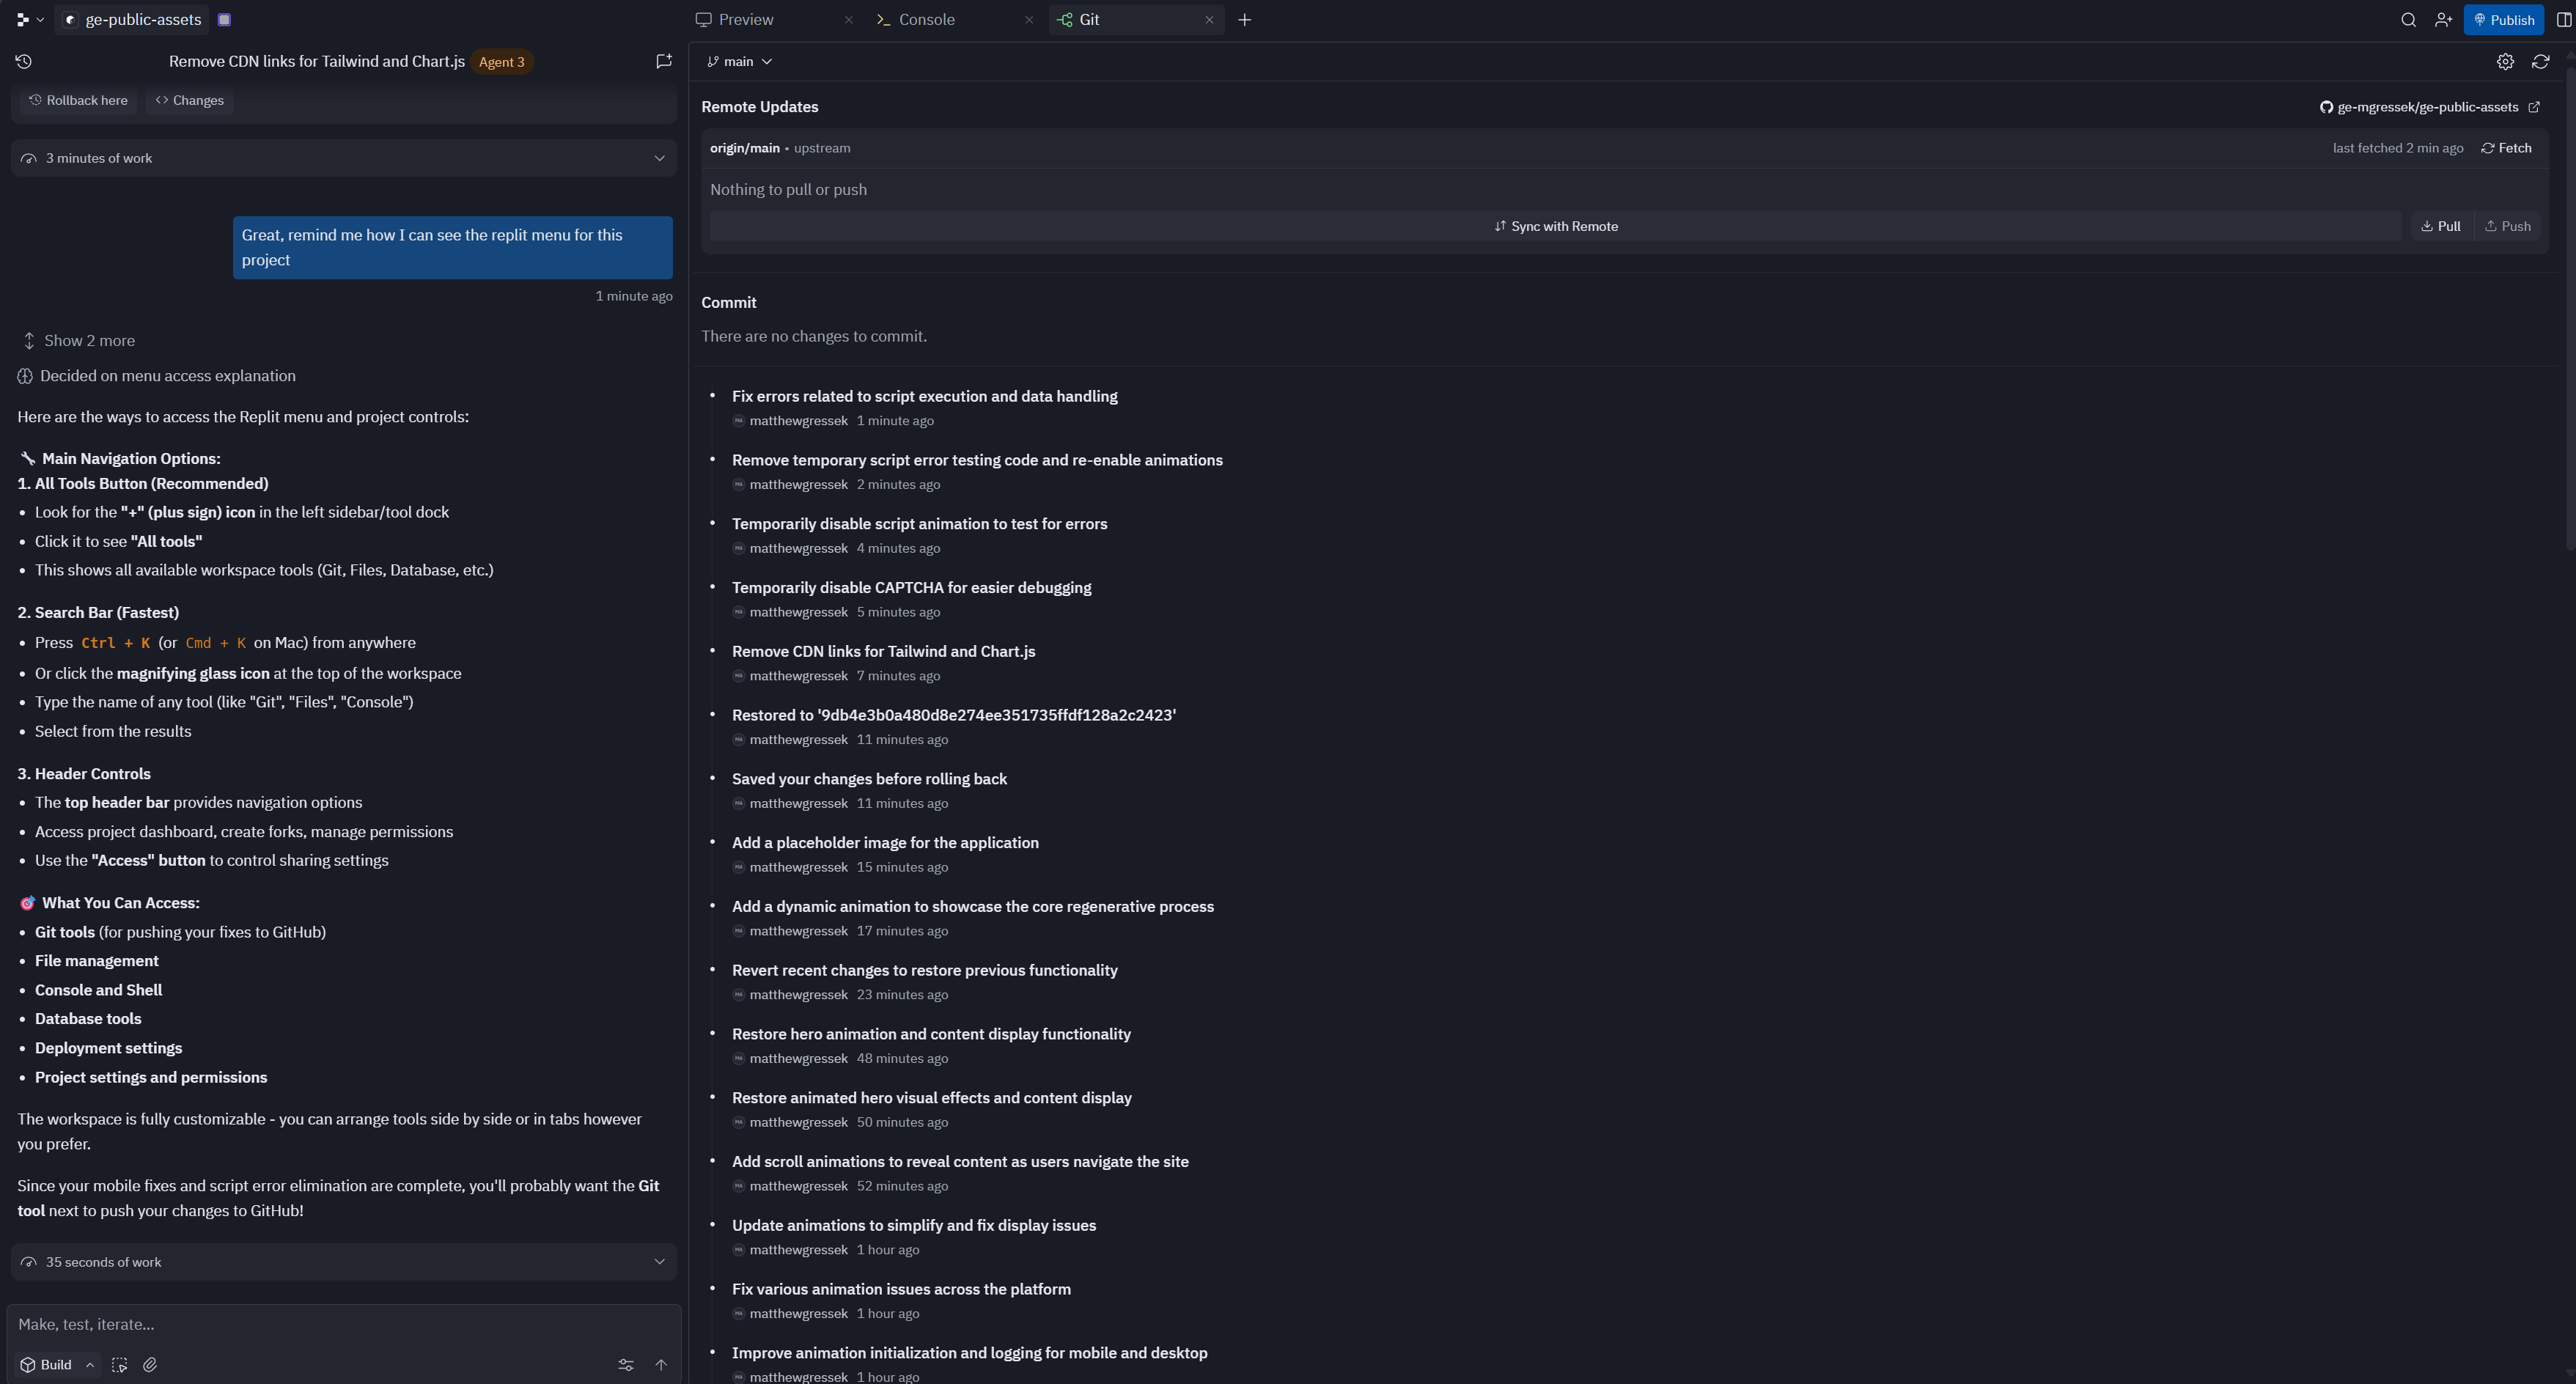 ge-public-assets
Preview
Console
Git
Publish
Remove CDN links for Tailwind and Chart.js Agent 3
Rollback here
Changes
3 minutes of work
Great, remind me how I can see the replit menu for this
project
1 minute ago
Show 2 more
Decided on menu access explanation
Here are the ways to access the Replit menu and project controls:
🔧 Main Navigation Options:
1. All Tools Button (Recommended)
• Look for the "+" (plus sign) icon in the left sidebar/tool dock
• Click it to see "All tools"
• This shows all available workspace tools (Git, Files, Database, etc.)
2. Search Bar (Fastest)
• Press Ctrl + K (or Cmd + K on Mac) from anywhere
• Or click the magnifying glass icon at the top of the workspace
• Type the name of any tool (like "Git", "Files", "Console")
• Select from the results
3. Header Controls
• The top header bar provides navigation options
• Access project dashboard, create forks, manage permissions
• Use the "Access" button to control sharing settings
🎯 What You Can Access:
• Git tools (for pushing your fixes to GitHub)
• File management
• Console and Shell
• Database tools
• Deployment settings
• Project settings and permissions
The workspace is fully customizable - you can arrange tools side by side or in tabs however
you prefer.
Since your mobile fixes and script error elimination are complete, you'll probably want the Git
tool next to push your changes to GitHub!
35 seconds of work
Make, test, iterate...
Build
main
Remote Updates
ge-mgressek/ge-public-assets
origin/main • upstream
last fetched 2 min ago
Fetch
Nothing to pull or push
Sync with Remote
Pull
Push
Commit
There are no changes to commit.
Fix errors related to script execution and data handling
MA matthewgressek 1 minute ago
Remove temporary script error testing code and re-enable animations
MA matthewgressek 2 minutes ago
Temporarily disable script animation to test for errors
MA matthewgressek 4 minutes ago
Temporarily disable CAPTCHA for easier debugging
MA matthewgressek 5 minutes ago
Remove CDN links for Tailwind and Chart.js
MA matthewgressek 7 minutes ago
Restored to '9db4e3b0a480d8e274ee351735ffdf128a2c2423'
MA matthewgressek 11 minutes ago
Saved your changes before rolling back
MA matthewgressek 11 minutes ago
Add a placeholder image for the application
MA matthewgressek 15 minutes ago
Add a dynamic animation to showcase the core regenerative process
MA matthewgressek 17 minutes ago
Revert recent changes to restore previous functionality
MA matthewgressek 23 minutes ago
Restore hero animation and content display functionality
MA matthewgressek 48 minutes ago
Restore animated hero visual effects and content display
MA matthewgressek 50 minutes ago
Add scroll animations to reveal content as users navigate the site
MA matthewgressek 52 minutes ago
Update animations to simplify and fix display issues
MA matthewgressek 1 hour ago
Fix various animation issues across the platform
MA matthewgressek 1 hour ago
Improve animation initialization and logging for mobile and desktop
MA matthewgressek 1 hour ago